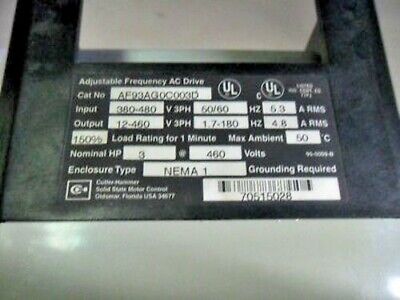 Adjustable Frequency AC Drive
Cat No AF93AG0C003D
Input 380-480 V 3PH 50/60 HZ 5.3 A RMS
Output 12-460 V 3PH 1.7-180 HZ 4.8 A RMS
150% Load Rating for 1 Minute Max Ambient 50 °C
Nominal HP 3 @ 460 Volts
Enclosure Type NEMA 1 Grounding Required
Cutler-Hammer
Solid State Motor Control
Oldsmar, Florida USA 34677
70515028
UL
C UL
LISTED